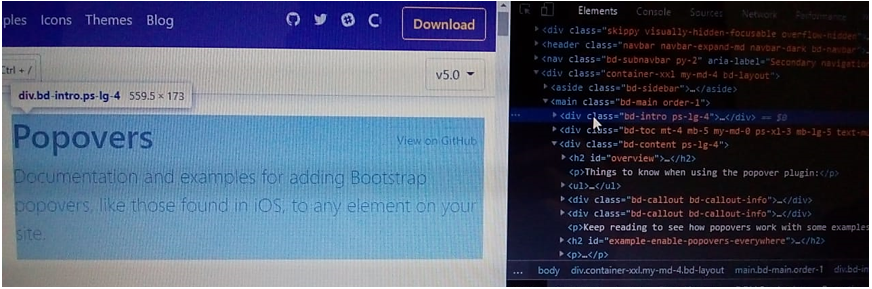 ples Icons Themes Blog
Download
Ctrl + /
v5.0
div.bd-intro.ps-lg-4 559.5 × 173
Popovers
View on GitHub
Documentation and examples for adding Bootstrap
popovers, like those found in iOS, to any element on your
site.
Elements Console Sources Network Performance
<div class="skippy visually-hidden-focusable overflow-hidden">
<header class="navbar navbar-expand-md navbar-dark bd-navbar">
<nav class="bd-subnavbar py-2" aria-label="Secondary navigation
<div class="container-xxl my-md-4 bd-layout">
<aside class="bd-sidebar">…</aside>
<main class="bd-main order-1">
<div class="bd-intro ps-lg-4">…</div> == $0
<div class="bd-toc mt-4 mb-5 my-md-0 ps-xl-3 mb-lg-5 text-mu
<div class="bd-content ps-lg-4">
<h2 id="overview">…</h2>
<p>Things to know when using the popover plugin:</p>
<ul>…</ul>
<div class="bd-callout bd-callout-info">…</div>
<div class="bd-callout bd-callout-info">…</div>
<p>Keep reading to see how popovers work with some examples
<h2 id="example-enable-popovers-everywhere">…</h2>
<p>…</p>
... body div.container-xxl.my-md-4.bd-layout main.bd-main.order-1 div.bd-in